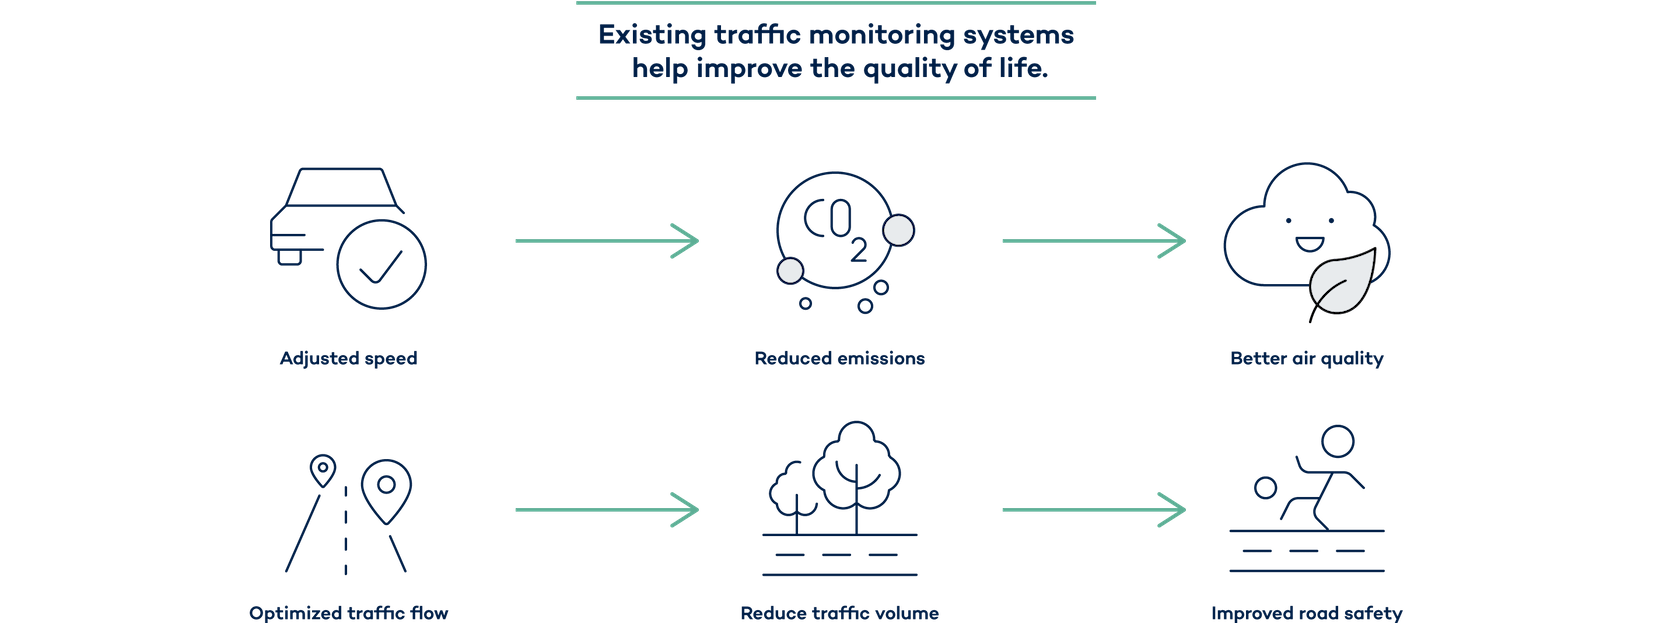 Existing traffic monitoring systems
help improve the quality of life.
CO2
Adjusted speed
Reduced emissions
Better air quality
Optimized traffic flow
Reduce traffic volume
Improved road safety